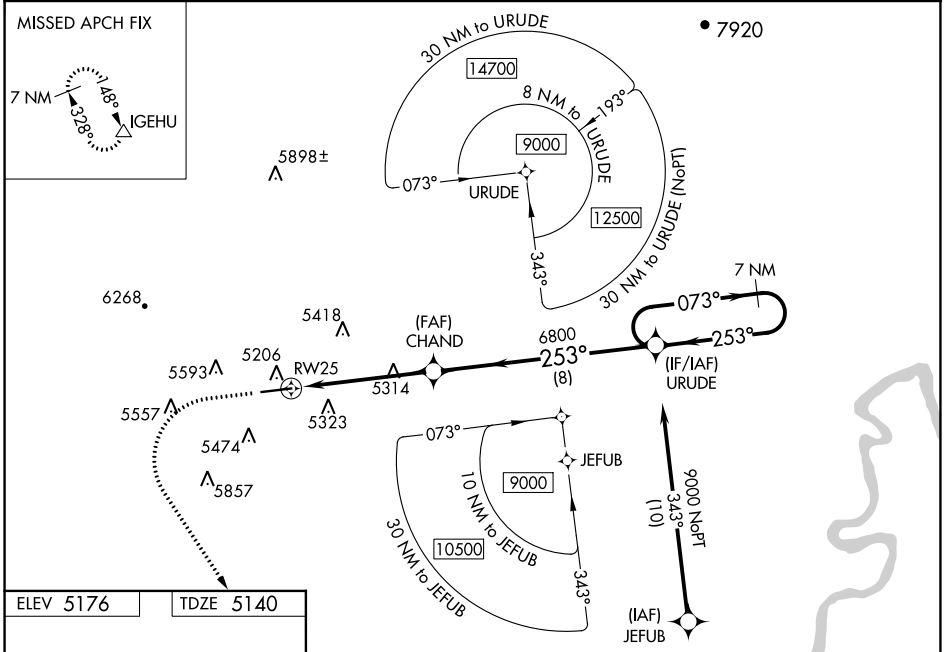 MISSED APCH FIX
7 NM
148°
328°
IGEHU
7920
30 NM to URUDE
14700
8 NM to URUDE
193°
9000
5898±
073°
URUDE
12500
30 NM to URUDE (NoPT)
343°
7 NM
073°
6268
5418
(FAF)
CHAND
6800
253°
(8)
253°
(IF/IAF)
URUDE
5593
5206
RW25
5314
5557
5323
5474
5857
073°
JEFUB
9000
10 NM to JEFUB
10500
30 NM to JEFUB
343°
9000 NoPT
343°
(10)
(IAF)
JEFUB
ELEV 5176
TDZE 5140